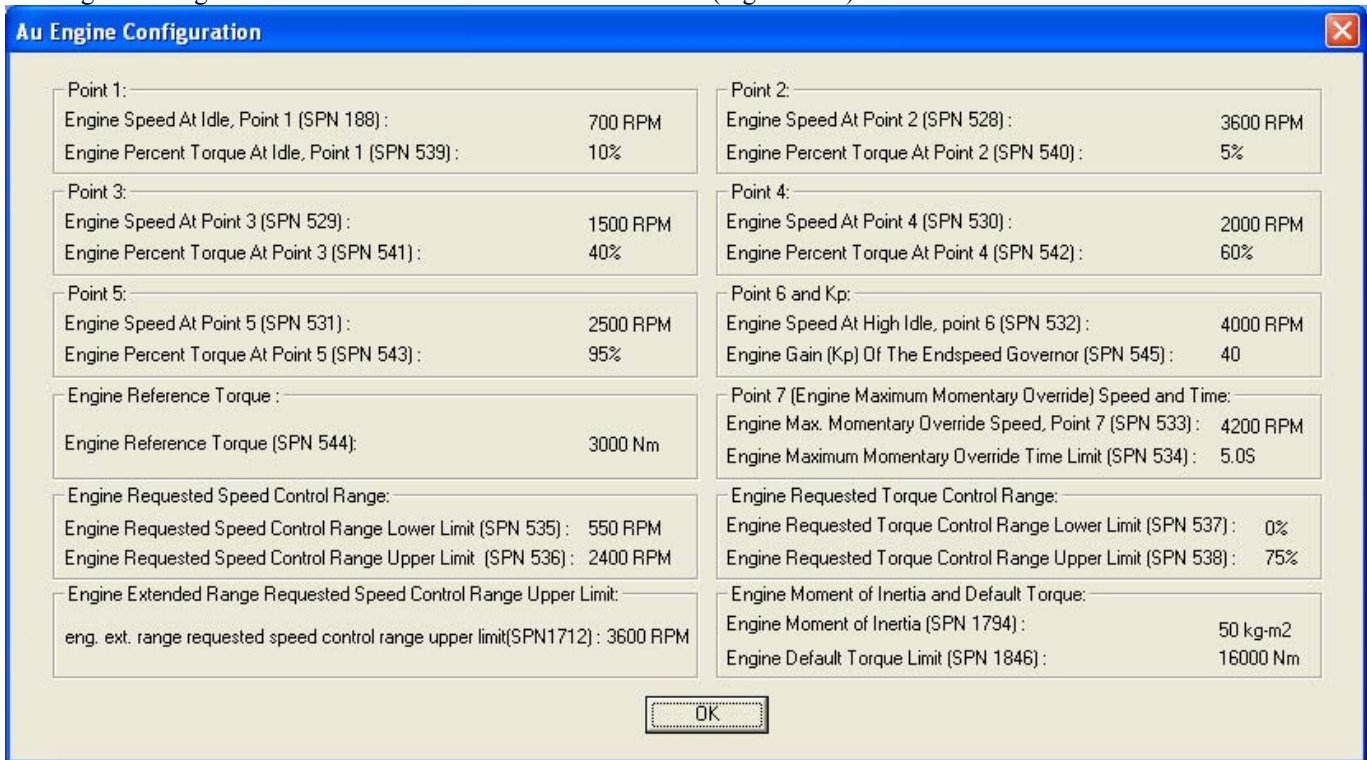 Au Engine Configuration
Point 1:
Engine Speed At Idle, Point 1 (SPN 188) : 700 RPM
Engine Percent Torque At Idle, Point 1 (SPN 539) : 10%
Point 2:
Engine Speed At Point 2 (SPN 528) : 3600 RPM
Engine Percent Torque At Point 2 (SPN 540) : 5%
Point 3:
Engine Speed At Point 3 (SPN 529) : 1500 RPM
Engine Percent Torque At Point 3 (SPN 541) : 40%
Point 4:
Engine Speed At Point 4 (SPN 530) : 2000 RPM
Engine Percent Torque At Point 4 (SPN 542) : 60%
Point 5:
Engine Speed At Point 5 (SPN 531) : 2500 RPM
Engine Percent Torque At Point 5 (SPN 543) : 95%
Point 6 and Kp:
Engine Speed At High Idle, point 6 (SPN 532) : 4000 RPM
Engine Gain (Kp) Of The Endspeed Governor (SPN 545) : 40
Engine Reference Torque :
Engine Reference Torque (SPN 544): 3000 Nm
Point 7 (Engine Maximum Momentary Override) Speed and Time:
Engine Max. Momentary Override Speed, Point 7 (SPN 533) : 4200 RPM
Engine Maximum Momentary Override Time Limit (SPN 534) : 5.0S
Engine Requested Speed Control Range:
Engine Requested Speed Control Range Lower Limit (SPN 535) : 550 RPM
Engine Requested Speed Control Range Upper Limit (SPN 536) : 2400 RPM
Engine Requested Torque Control Range:
Engine Requested Torque Control Range Lower Limit (SPN 537) : 0%
Engine Requested Torque Control Range Upper Limit (SPN 538) : 75%
Engine Extended Range Requested Speed Control Range Upper Limit:
eng. ext. range requested speed control range upper limit(SPN1712) : 3600 RPM
Engine Moment of Inertia and Default Torque:
Engine Moment of Inertia (SPN 1794) : 50 kg-m2
Engine Default Torque Limit (SPN 1846) : 16000 Nm
OK